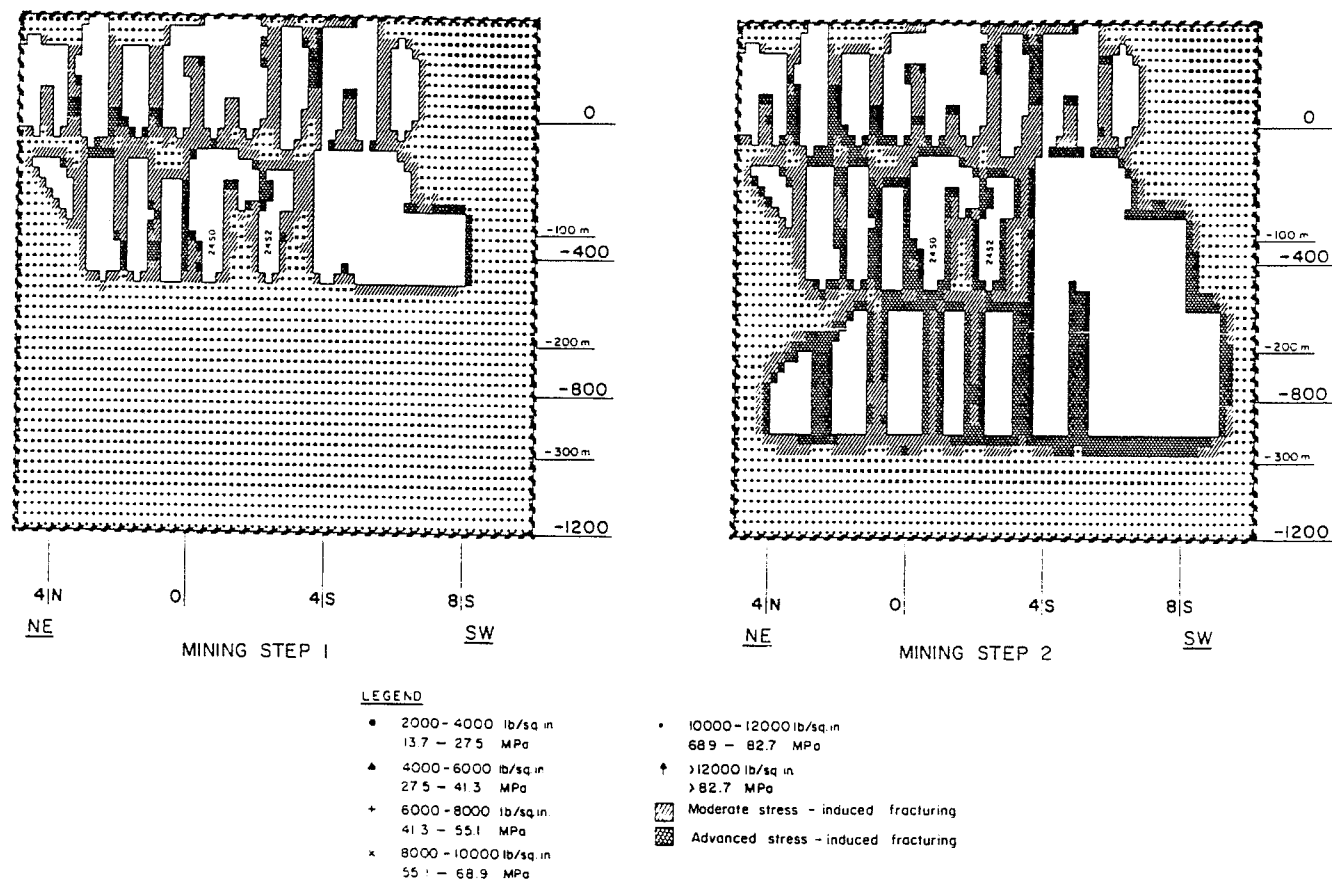 0
-100 m
-400
-200 m
-800
-300 m
-1200
2450
2452
4 N
0
4 S
8 S
NE
SW
MINING STEP 1
0
-100 m
-400
-200 m
-800
-300 m
-1200
2450
2452
4 N
0
4 S
8 S
NE
SW
MINING STEP 2
LEGEND
2000-4000 lb/sq.in
13.7 - 27.5 MPa
4000-6000 lb/sq.in
27.5 - 41.3 MPa
6000-8000 lb/sq.in.
41.3 - 55.1 MPa
8000-10000 lb/sq.in
55.1 - 68.9 MPa
10000-12000 lb/sq.in
68.9 - 82.7 MPa
>12000 lb/sq.in
>82.7 MPa
Moderate stress - induced fracturing
Advanced stress - induced fracturing